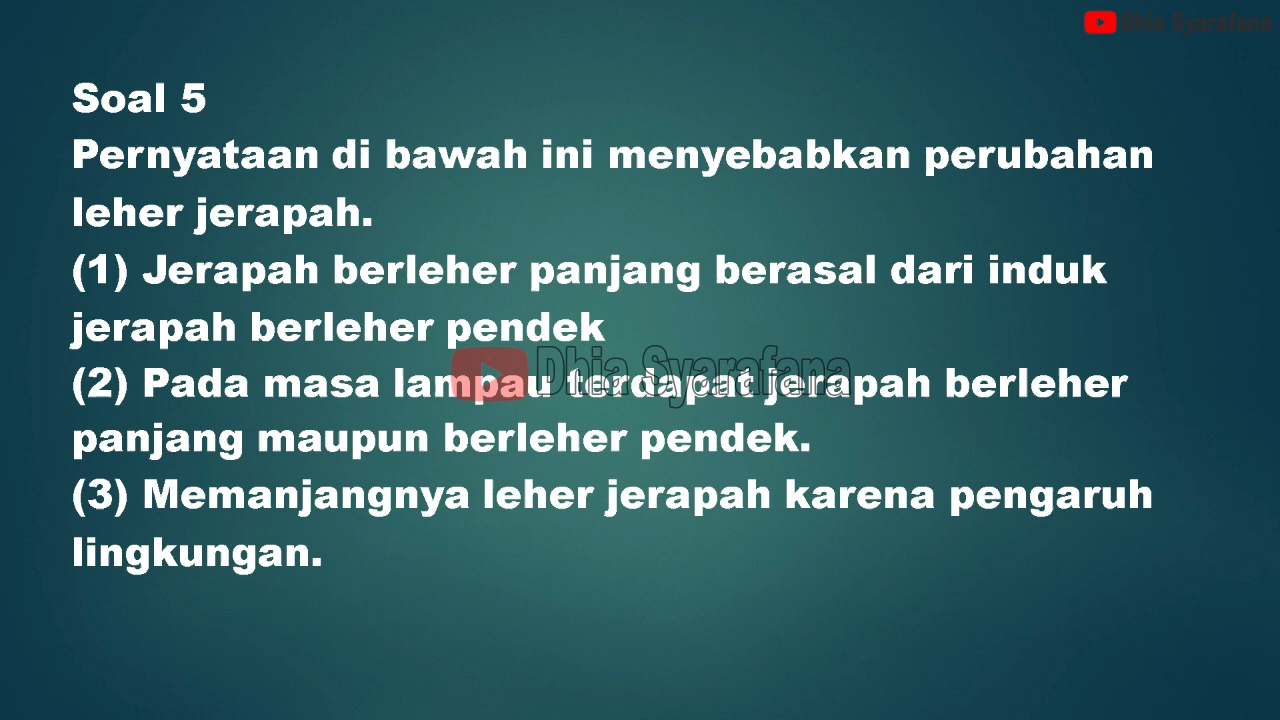 Dhia Syarafana
Soal 5
Pernyataan di bawah ini menyebabkan perubahan
leher jerapah.
(1) Jerapah berleher panjang berasal dari induk
jerapah berleher pendek
(2) Pada masa lampau terdapat jerapah berleher
Dhia Syarafana
panjang maupun berleher pendek.
(3) Memanjangnya leher jerapah karena pengaruh
lingkungan.